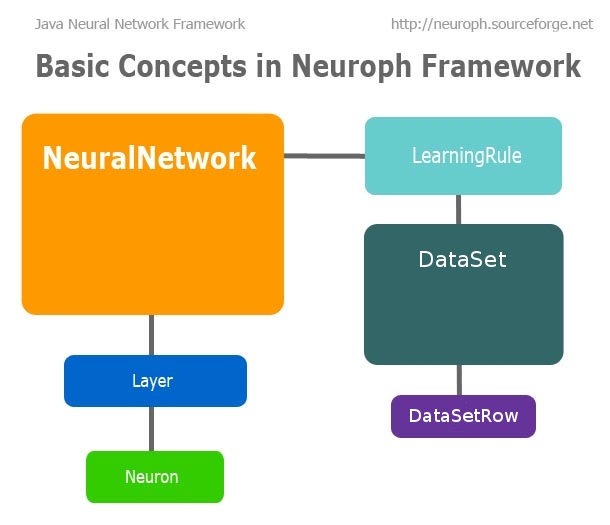 Java Neural Network Framework
http://neuroph.sourceforge.net
Basic Concepts in Neuroph Framework
NeuralNetwork
LearningRule
DataSet
Layer
DataSetRow
Neuron